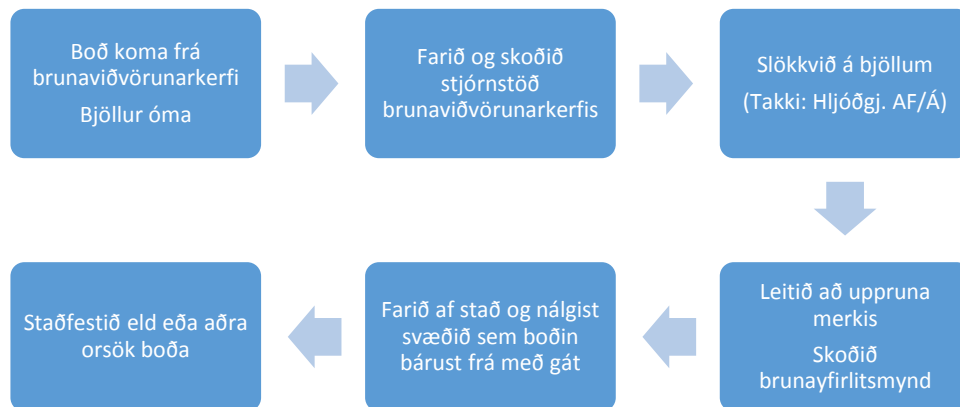 Boð koma frá
brunaviðvörunarkerfi
Bjöllur óma
Farið og skoðið
stjórnstöð
brunaviðvörunarkerfis
Slökkvið á bjöllum
(Takki: Hljóðgj. AF/Á)
Leitið að uppruna
merkis
Skoðið
brunayfirlitsmynd
Farið af stað og nálgist
svæðið sem boðin
bárust frá með gát
Staðfestið eld eða aðra
orsök boða